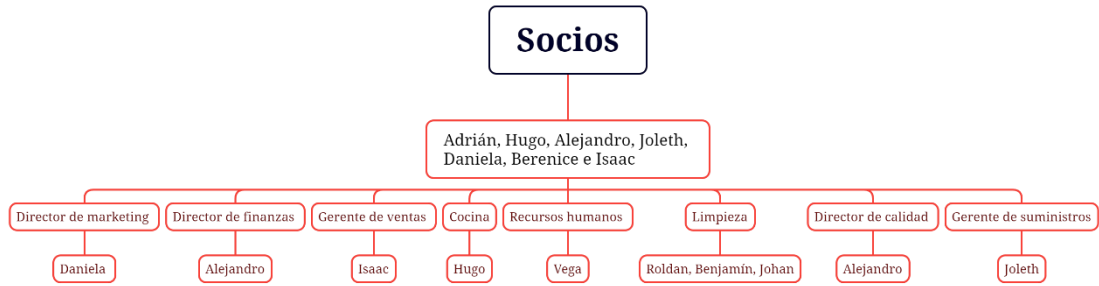 Socios
Adrián, Hugo, Alejandro, Joleth,
Daniela, Berenice e Isaac
Director de marketing
Director de finanzas
Gerente de ventas
Cocina
Recursos humanos
Limpieza
Director de calidad
Gerente de suministros
Daniela
Alejandro
Isaac
Hugo
Vega
Roldan, Benjamín, Johan
Alejandro
Joleth